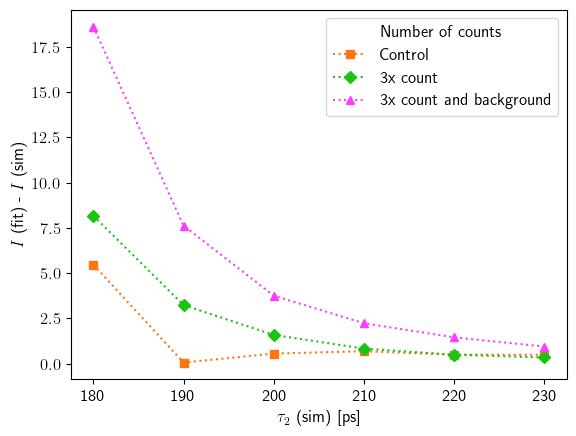 Number of counts
Control
3x count
3x count and background
17.5
15.0
12.5
10.0
7.5
5.0
2.5
0.0
I (fit) - I (sim)
180 190 200 210 220 230
τ₂ (sim) [ps]